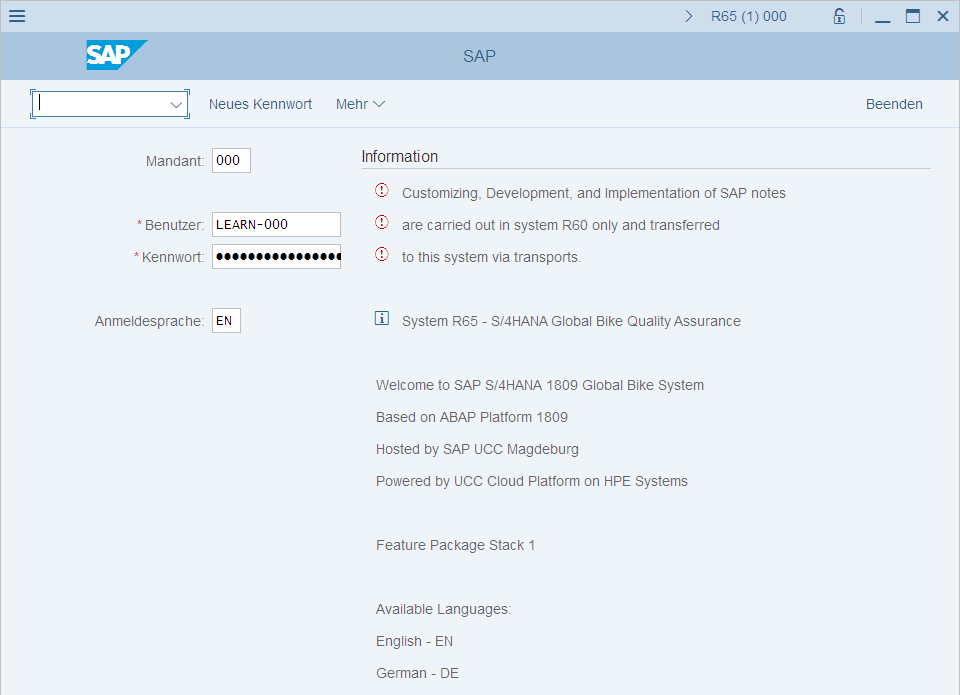 R65 (1) 000
SAP
SAP
Neues Kennwort Mehr Beenden
Mandant: 000
* Benutzer: LEARN-000
* Kennwort:
Anmeldesprache: EN
Information
Customizing, Development, and Implementation of SAP notes
are carried out in system R60 only and transferred
to this system via transports.
System R65 - S/4HANA Global Bike Quality Assurance
Welcome to SAP S/4HANA 1809 Global Bike System
Based on ABAP Platform 1809
Hosted by SAP UCC Magdeburg
Powered by UCC Cloud Platform on HPE Systems
Feature Package Stack 1
Available Languages:
English - EN
German - DE